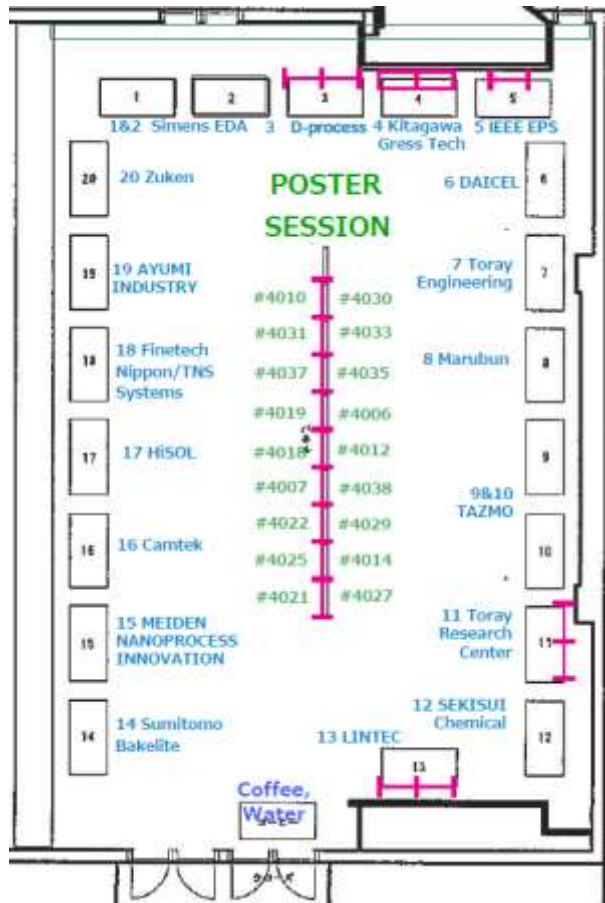 1
2
3
4
5
1&2 Simens EDA
3 D-process
4 Kitagawa
Gress Tech
5 IEEE EPS
20
20 Zuken
POSTER
SESSION
6 DAICEL
6
19
19 AYUMI
INDUSTRY
7 Toray
Engineering
7
#4010
#4030
#4031
#4033
18
18 Finetech
Nippon/TNS
Systems
8 Marubun
8
#4037
#4035
#4019
#4006
17
17 HiSOL
#4018
#4012
9
#4007
#4038
9&10
TAZMO
16
16 Camtek
#4022
#4029
10
#4025
#4014
#4021
#4027
15
15 MEIDEN
NANOPROCESS
INNOVATION
11 Toray
Research
Center
11
14
14 Sumitomo
Bakelite
12 SEKISUI
Chemical
12
13 LINTEC
13
Coffee,
Water